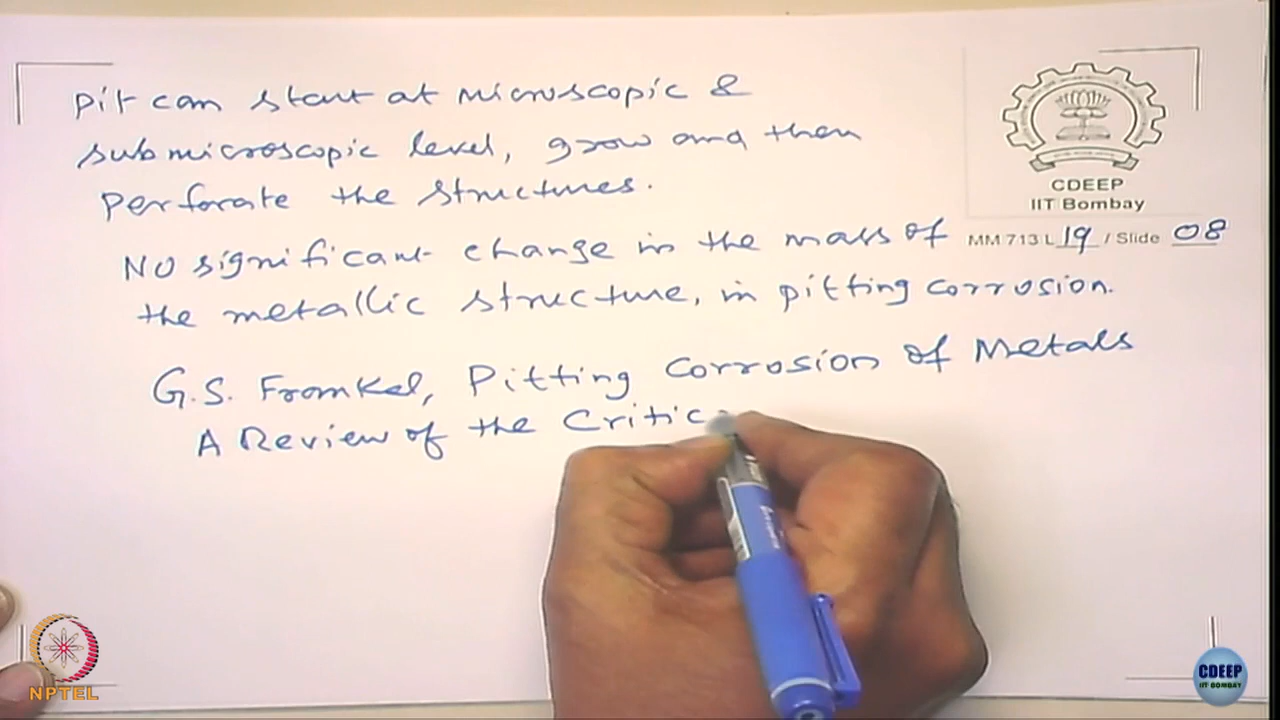 Pit can start at microscopic &
submicroscopic level, grow and then
perforate the structures.
CDEEP
IIT Bombay
No significant change in the mass of
MM 713 L 19 / Slide 08
the metallic structure, in pitting corrosion.
G.S. Frankel, Pitting Corrosion of Metals
A Review of the Critic
NPTEL
CDEEP
IIT BOMBAY